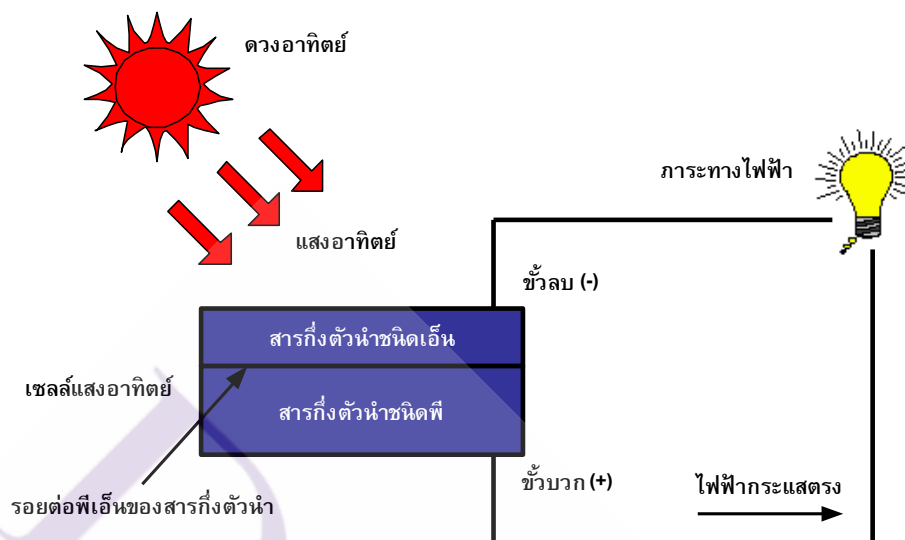 ดวงอาทิตย์
ภาระทางไฟฟ้า
แสงอาทิตย์
ขั้วลบ (-)
สารกึ่งตัวนำชนิดเอ็น
เซลล์แสงอาทิตย์
สารกึ่งตัวนำชนิดพี
ขั้วบวก (+)
ไฟฟ้ากระแสตรง
รอยต่อพีเอ็นของสารกึ่งตัวนำ